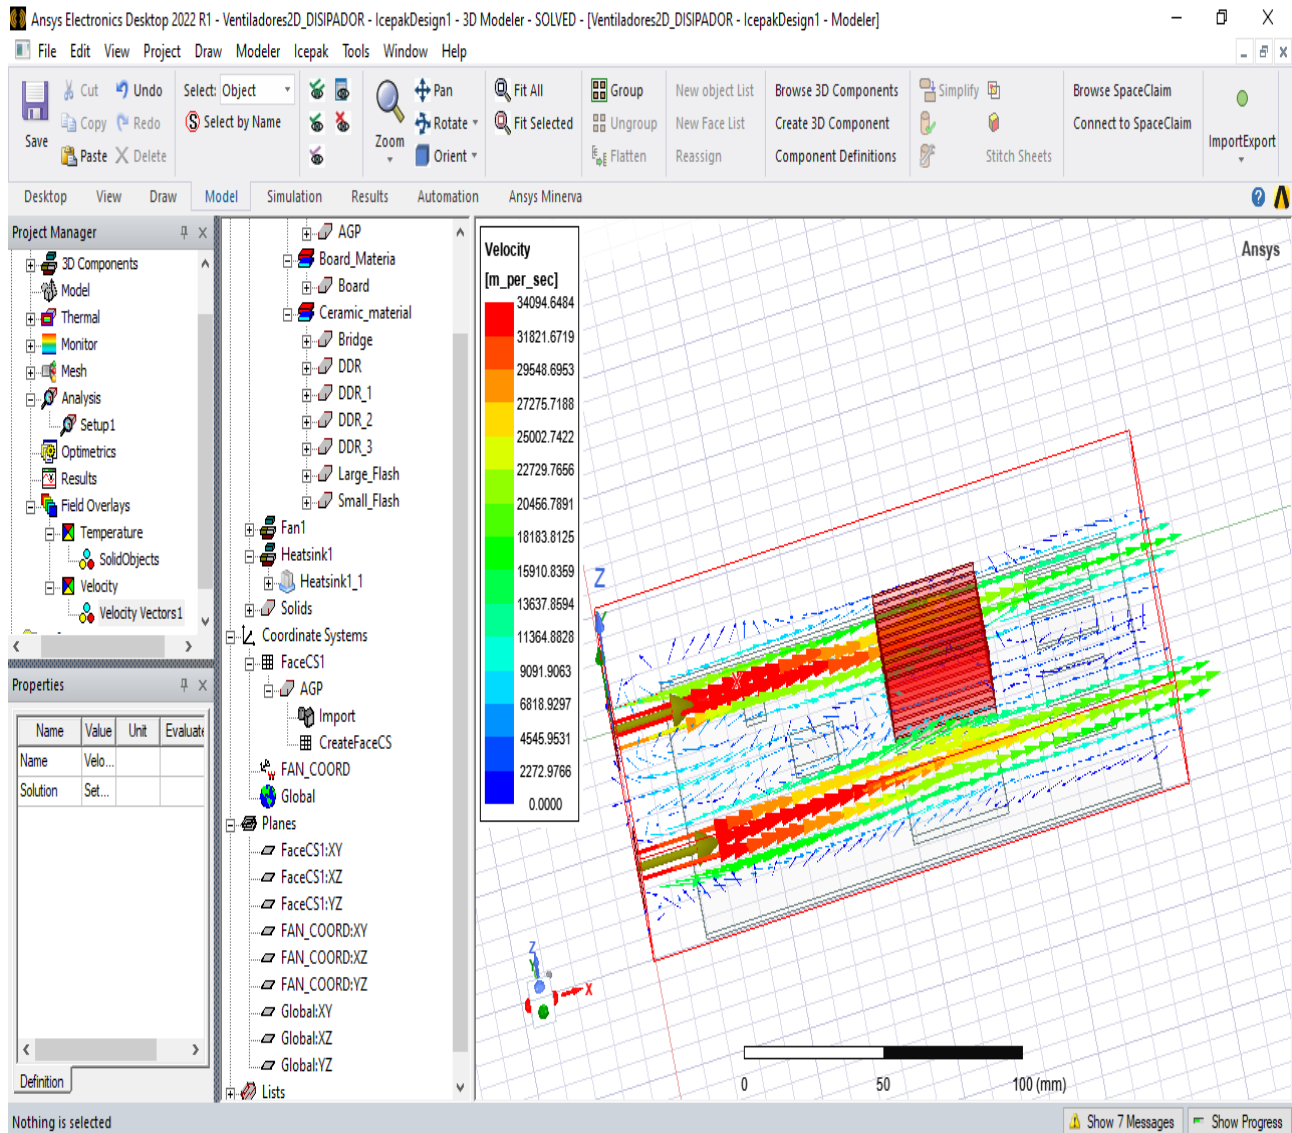 Ansys Electronics Desktop 2022 R1 - Ventiladores2D_DISIPADOR - IcepakDesign1 - 3D Modeler - SOLVED - [Ventiladores2D_DISIPADOR - IcepakDesign1 - Modeler]
File Edit View Project Draw Modeler Icepak Tools Window Help
Save
Cut Undo
Copy Redo
Paste Delete
Select: Object
Select by Name
Zoom
Pan
Rotate
Orient
Fit All
Fit Selected
Group
Ungroup
Flatten
New object List
New Face List
Reassign
Browse 3D Components
Create 3D Component
Component Definitions
Simplify
Stitch Sheets
Browse SpaceClaim
Connect to SpaceClaim
ImportExport
Desktop View Draw Model Simulation Results Automation Ansys Minerva
Project Manager
3D Components
Model
Thermal
Monitor
Mesh
Analysis
Setup1
Optimetrics
Results
Field Overlays
Temperature
SolidObjects
Velocity
Velocity Vectors1
Properties
Name Value Unit Evaluate
Name Velo...
Solution Set...
Definition
AGP
Board_Materia
Board
Ceramic_material
Bridge
DDR
DDR_1
DDR_2
DDR_3
Large_Flash
Small_Flash
Fan1
Heatsink1
Heatsink1_1
Solids
Coordinate Systems
FaceCS1
AGP
Import
CreateFaceCS
FAN_COORD
Global
Planes
FaceCS1:XY
FaceCS1:XZ
FaceCS1:YZ
FAN_COORD:XY
FAN_COORD:XZ
FAN_COORD:YZ
Global:XY
Global:XZ
Global:YZ
Lists
Velocity
[m_per_sec]
34094.6484
31821.6719
29548.6953
27275.7188
25002.7422
22729.7656
20456.7891
18183.8125
15910.8359
13637.8594
11364.8828
9091.9063
6818.9297
4545.9531
2272.9766
0.0000
Ansys
Z
Z
Y
X
0 50 100 (mm)
Nothing is selected
Show 7 Messages Show Progress